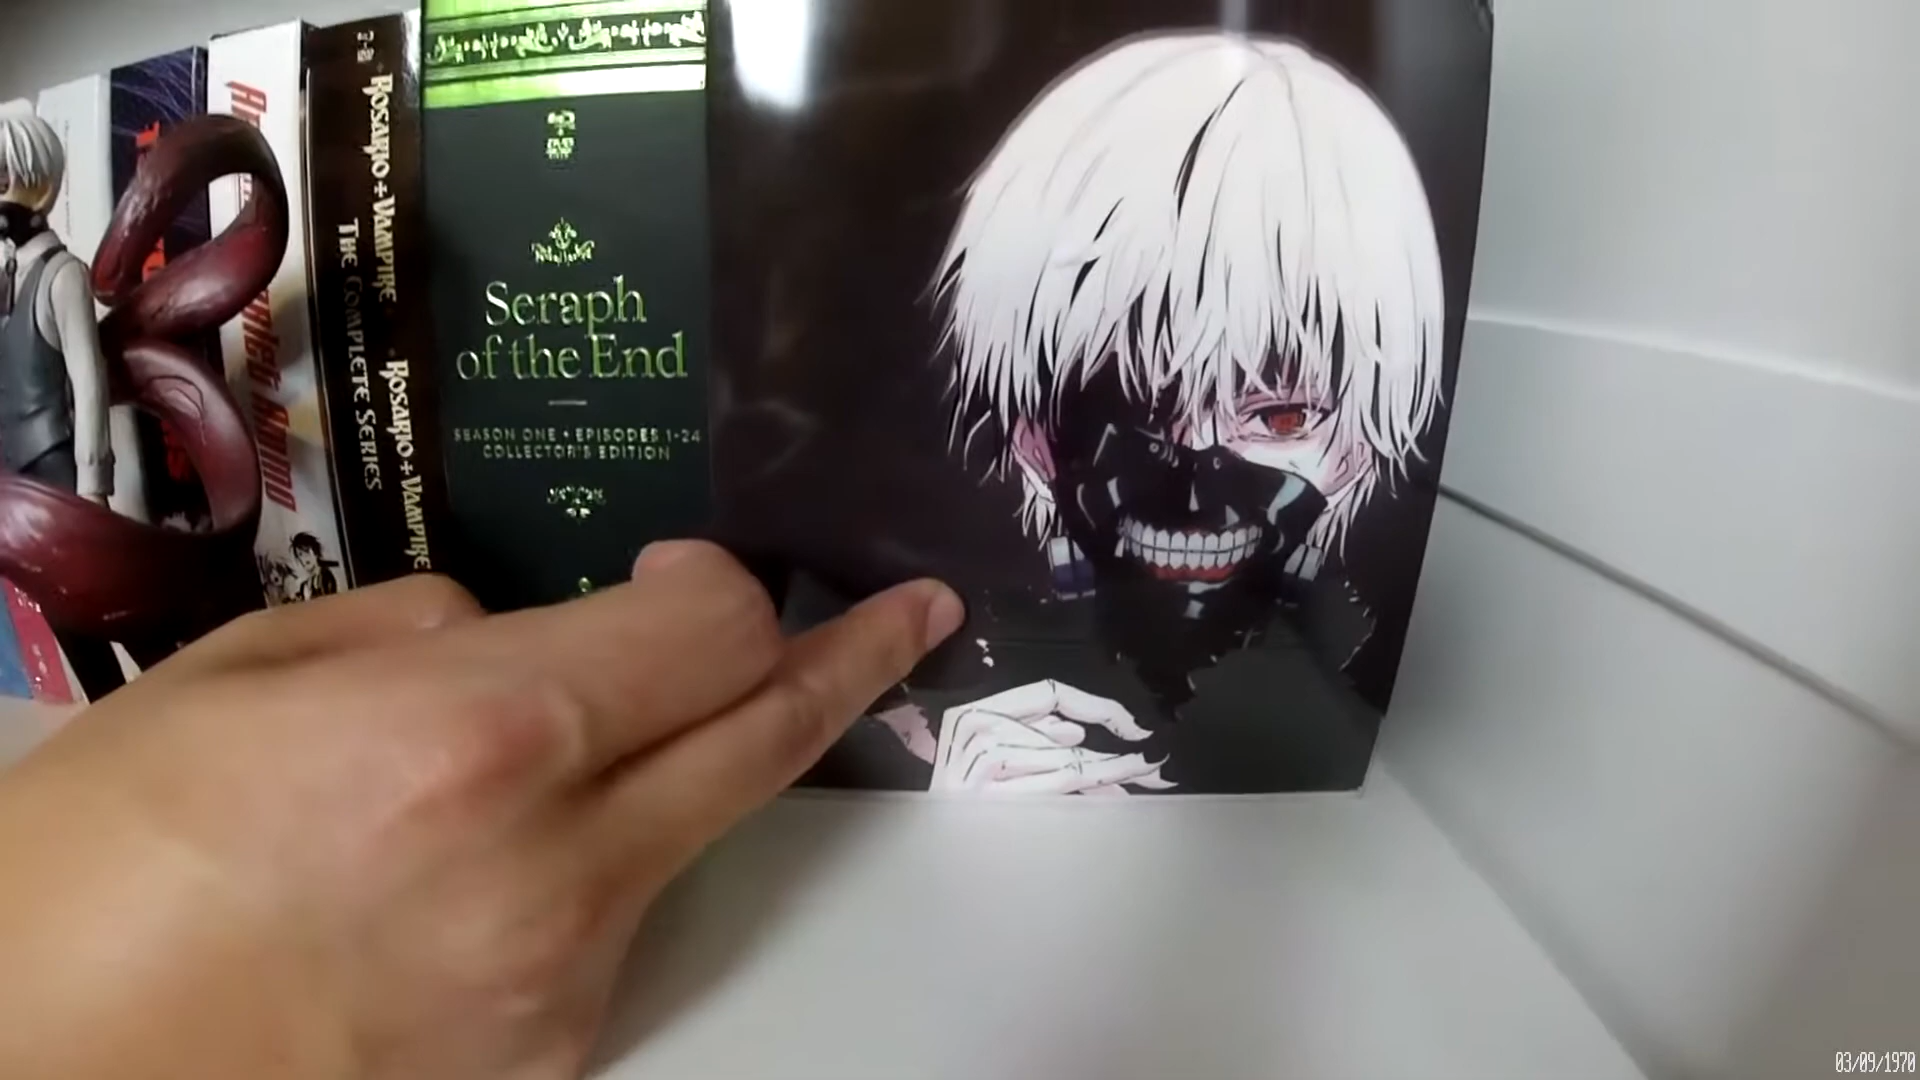 ROSARIO+VAMPIRE
THE COMPLETE SERIES
ROSARIO+VAMPIRE
Seraph
of the End
SEASON ONE • EPISODES 1-24
COLLECTOR'S EDITION
03/09/1970